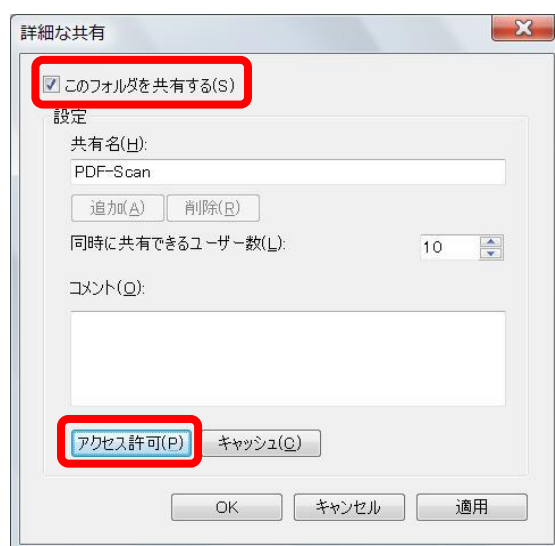 詳細な共有
このフォルダを共有する(S)
設定
共有名(H):
PDF-Scan
追加(A) 削除(R)
同時に共有できるユーザー数(L): 10
コメント(O):
アクセス許可(P) キャッシュ(C)
OK キャンセル 適用